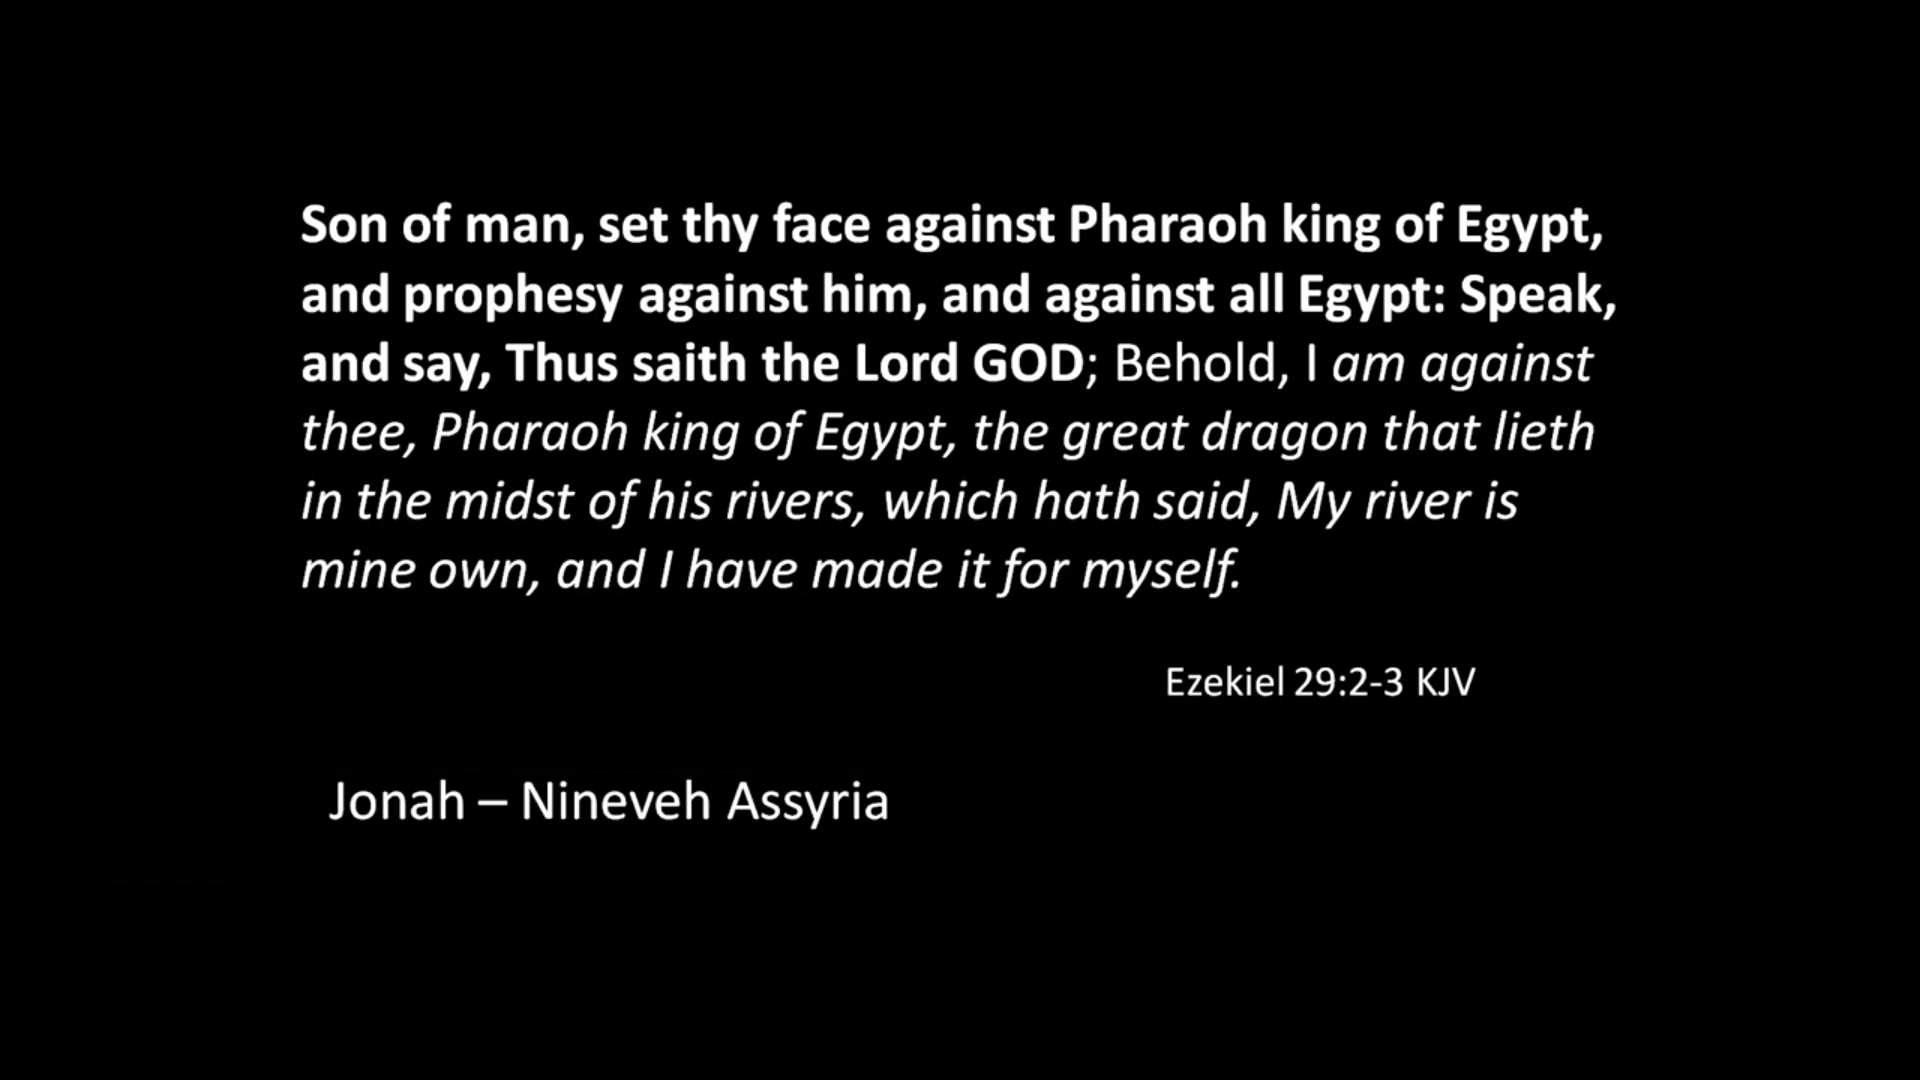 Son of man, set thy face against Pharaoh king of Egypt,
and prophesy against him, and against all Egypt: Speak,
and say, Thus saith the Lord GOD; Behold, I am against
thee, Pharaoh king of Egypt, the great dragon that lieth
in the midst of his rivers, which hath said, My river is
mine own, and I have made it for myself.
Ezekiel 29:2-3 KJV
Jonah – Nineveh Assyria